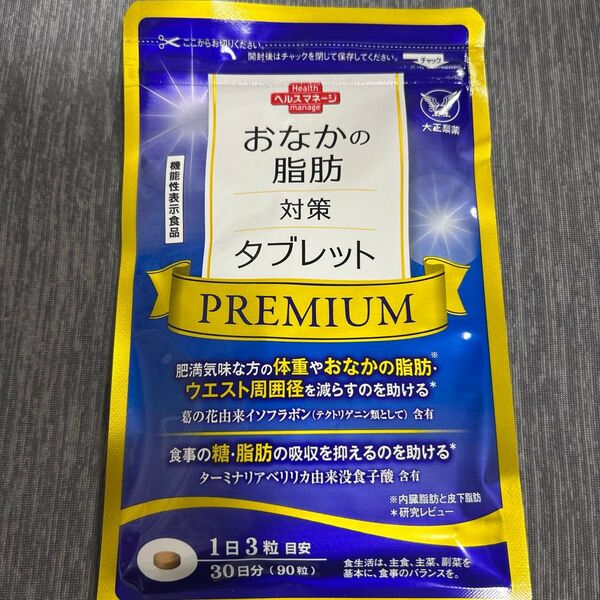 ここからお切りください。
開封後はチャックを閉じて保存してください。
チャック
Health
ヘルスマネージ
manage
大正製薬
機能性表示食品
おなかの
脂肪
対策
タブレット
PREMIUM
肥満気味な方の体重やおなかの脂肪※・
ウエスト周囲径を減らすのを助ける*
葛の花由来イソフラボン(テクトリゲニン類として)含有
食事の糖・脂肪の吸収を抑えるのを助ける*
ターミナリアベリリカ由来没食子酸 含有
※内臓脂肪と皮下脂肪
*研究レビュー
1日3粒 目安
30日分(90粒)
食生活は、主食、主菜、副菜を
基本に、食事のバランスを。